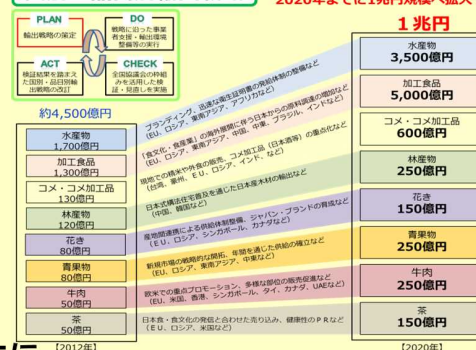 2020年までに1兆円規模へ拡大
PLAN
輸出戦略の策定
DO
戦略に沿った事業
者支援・輸出環境
整備等の実行
ACT
検証結果を踏まえ
た国別・品目別輸
出戦略の改訂
CHECK
全国協議会の枠組
みを活用した検
証・見直しを実施
約4,500億円
水産物
1,700億円
加工食品
1,300億円
コメ・コメ加工品
130億円
林産物
120億円
花き
80億円
青果物
80億円
牛肉
50億円
茶
50億円
【2012年】
ブランディング、迅速な衛生証明書の発給体制の整備など
(EU、ロシア、東南アジア、アフリカなど)
「食文化・食産業」の海外展開に伴う日本からの原料調達の増加など
(EU、ロシア、東南アジア、中国、中東、ブラジル、インドなど)
現地での精米や外食への販売、コメ加工品(日本酒等)の重点化など
(台湾、豪州、EU、ロシア、インド、など)
日本式構法住宅普及を通じた日本産木材の輸出など
(中国、韓国など)
産地間連携による供給体制整備、ジャパン・ブランドの育成など
(EU、ロシア、シンガポール、カナダなど)
新規市場の戦略的開拓、年間を通じた供給の確立など
(EU、ロシア、東南アジア、中東など)
欧米での重点プロモーション、多様な部位の販売促進など
(EU、米国、香港、シンガポール、タイ、カナダ、UAEなど)
日本食・食文化の発信と合わせた売り込み、健康性のPRなど
(EU、ロシア、米国など)
1兆円
水産物
3,500億円
加工食品
5,000億円
コメ・コメ加工品
600億円
林産物
250億円
花き
150億円
青果物
250億円
牛肉
250億円
茶
150億円
【2020年】